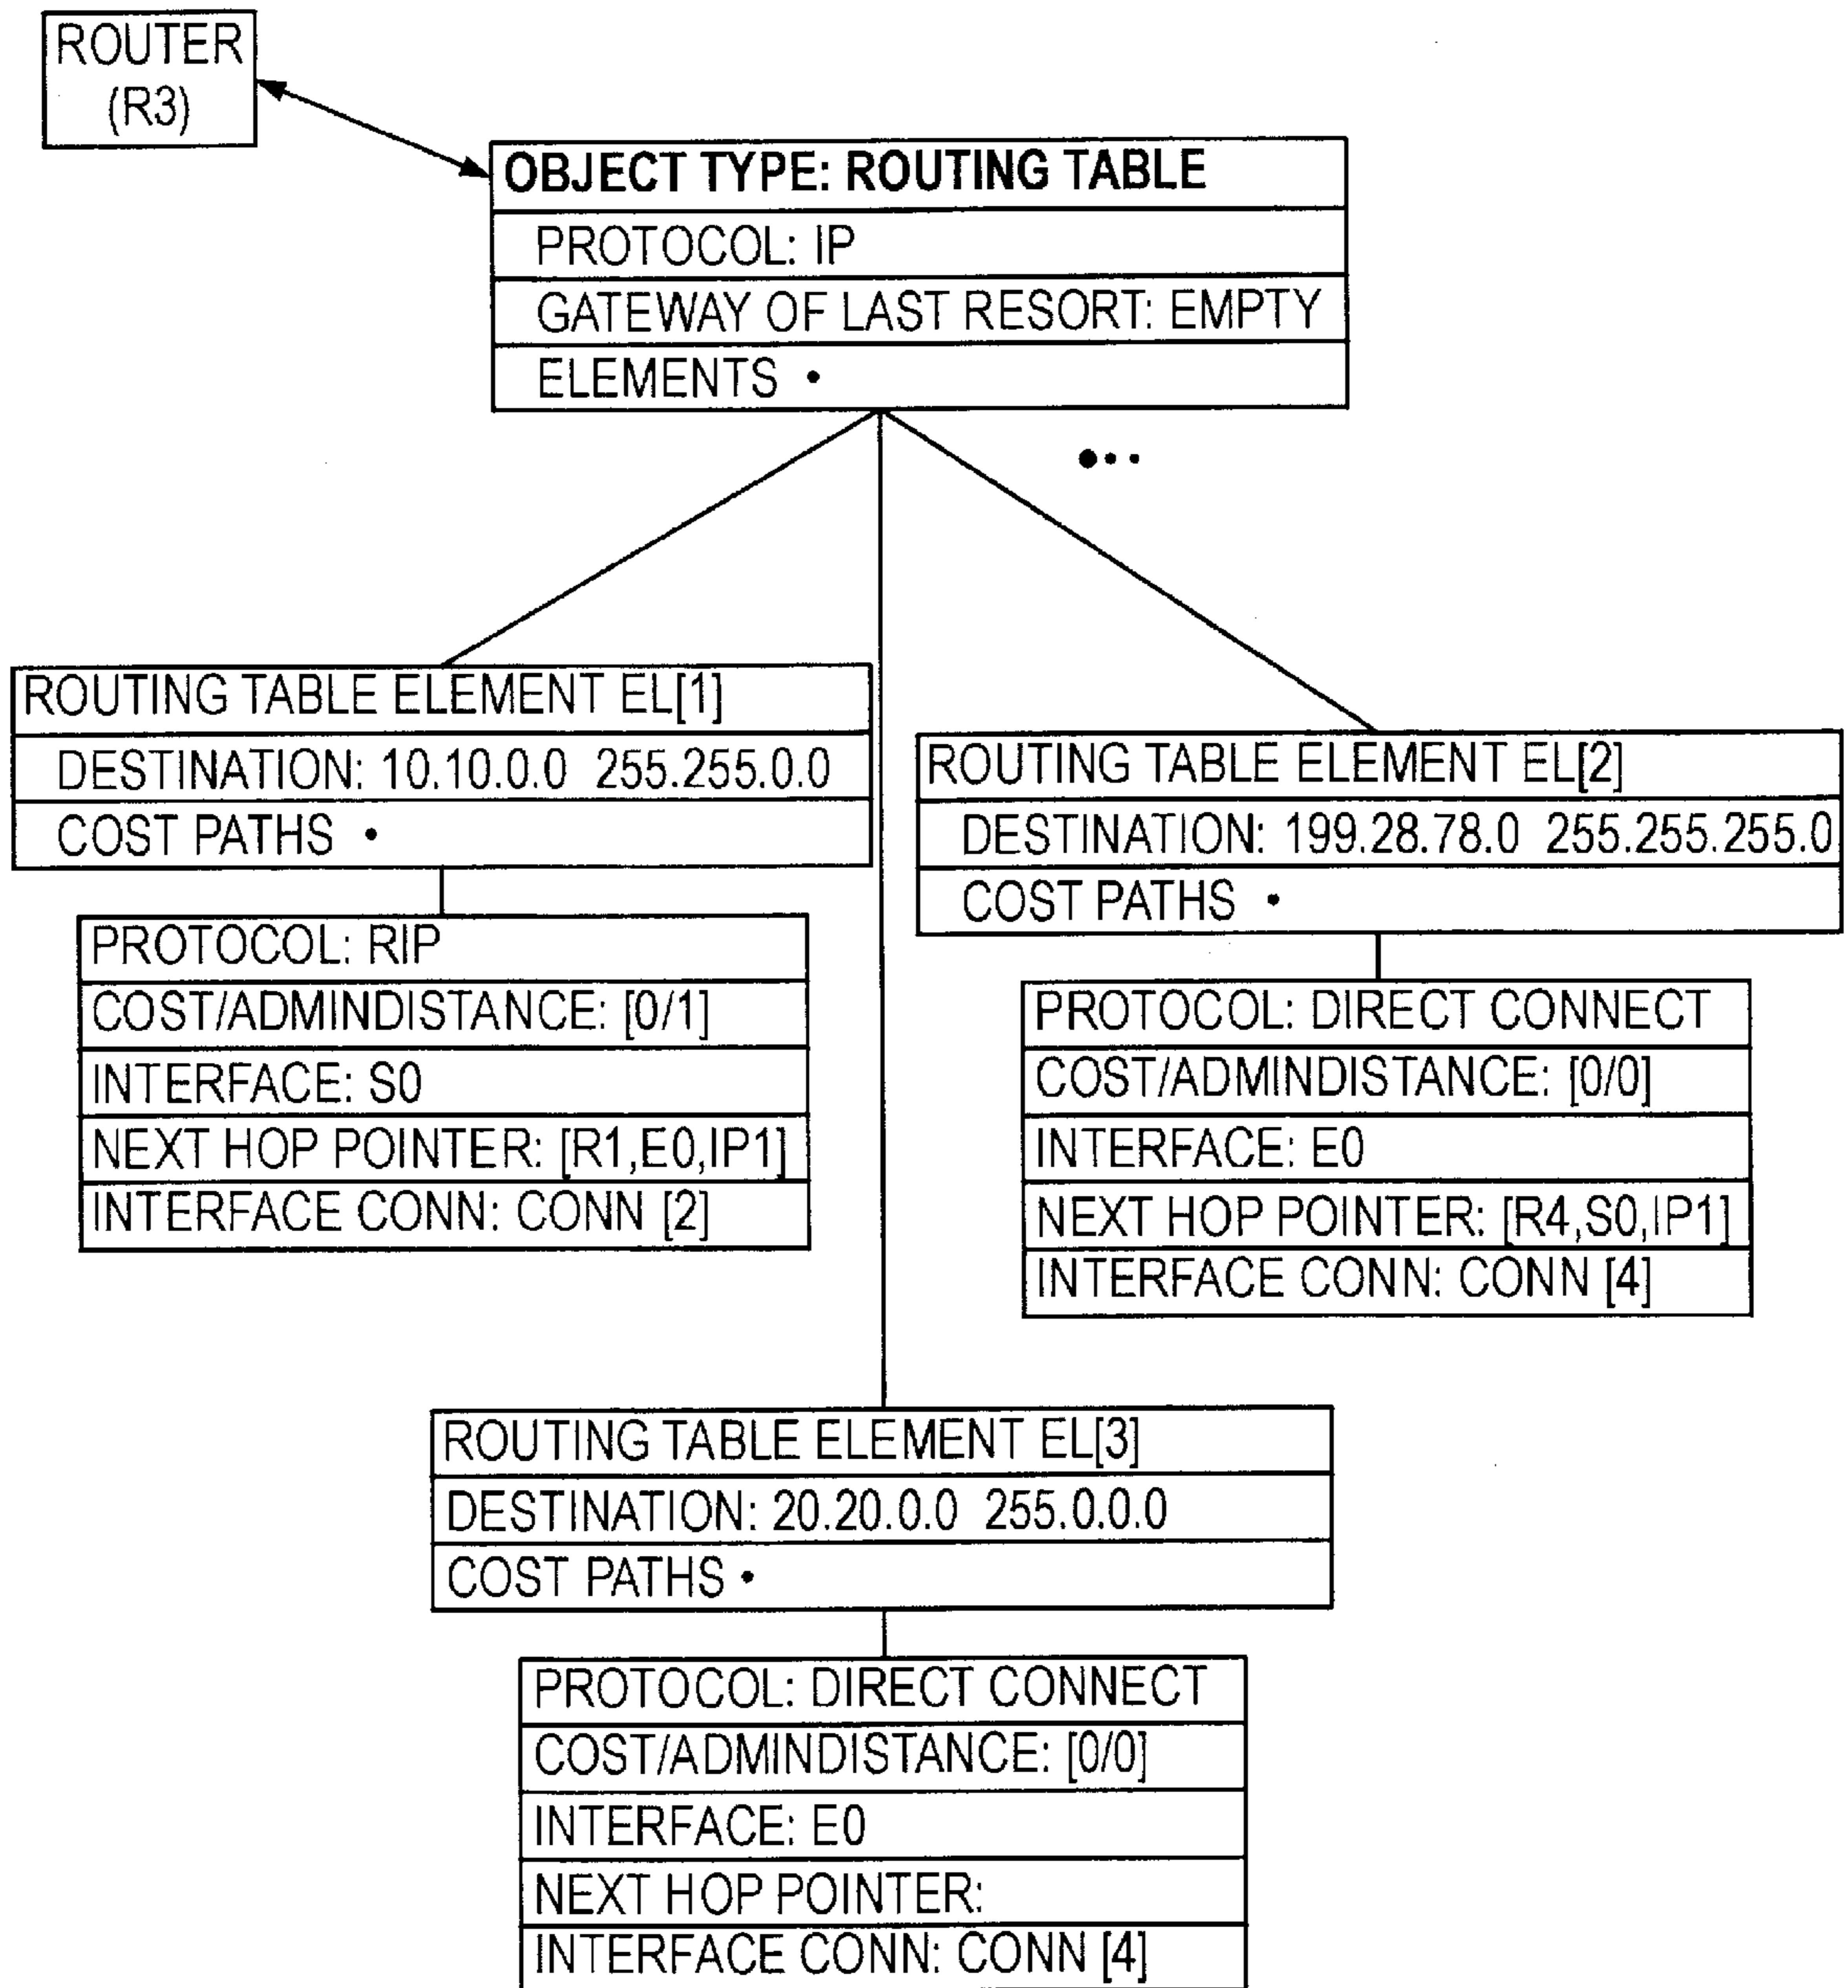 ROUTER
(R3)
OBJECT TYPE: ROUTING TABLE
PROTOCOL: IP
GATEWAY OF LAST RESORT: EMPTY
ELEMENTS •
ROUTING TABLE ELEMENT EL[1]
DESTINATION: 10.10.0.0 255.255.0.0
COST PATHS •
PROTOCOL: RIP
COST/ADMINDISTANCE: [0/1]
INTERFACE: S0
NEXT HOP POINTER: [R1,E0,IP1]
INTERFACE CONN: CONN [2]
ROUTING TABLE ELEMENT EL[2]
DESTINATION: 199.28.78.0 255.255.255.0
COST PATHS •
PROTOCOL: DIRECT CONNECT
COST/ADMINDISTANCE: [0/0]
INTERFACE: E0
NEXT HOP POINTER: [R4,S0,IP1]
INTERFACE CONN: CONN [4]
ROUTING TABLE ELEMENT EL[3]
DESTINATION: 20.20.0.0 255.0.0.0
COST PATHS •
PROTOCOL: DIRECT CONNECT
COST/ADMINDISTANCE: [0/0]
INTERFACE: E0
NEXT HOP POINTER:
INTERFACE CONN: CONN [4]